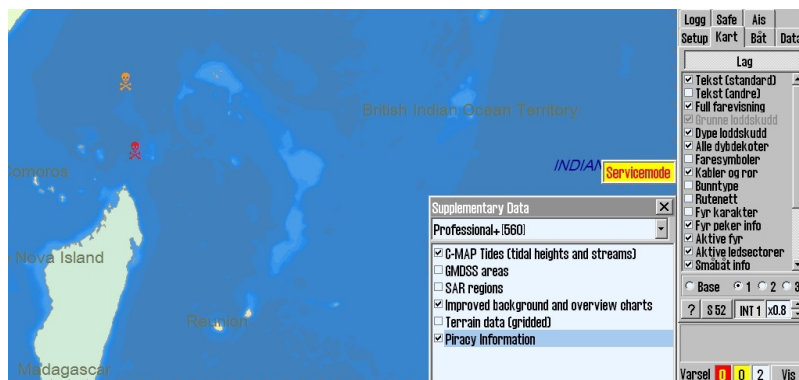 Logg Safe Ais
Setup Kart Båt Data
Lag
Tekst (standard)
Tekst (andre)
Full farevisning
Grunne loddskudd
Dype loddskudd
Alle dybdekoter
Faresymboler
Kabler og rør
Bunntype
Rutenett
Fyr karakter
Fyr peker info
Aktive fyr
Aktive ledsektorer
Småbåt info
Base 1 2 3
? S 52 INT 1 x0.8
Varsel 0 0 2 Vis
British Indian Ocean Territory
INDIAN
Servicemode
Comoros
Nova Island
Reunion
Madagascar
Supplementary Data
Professional+ (560)
C-MAP Tides (tidal heights and streams)
GMDSS areas
SAR regions
Improved background and overview charts
Terrain data (gridded)
Piracy Information